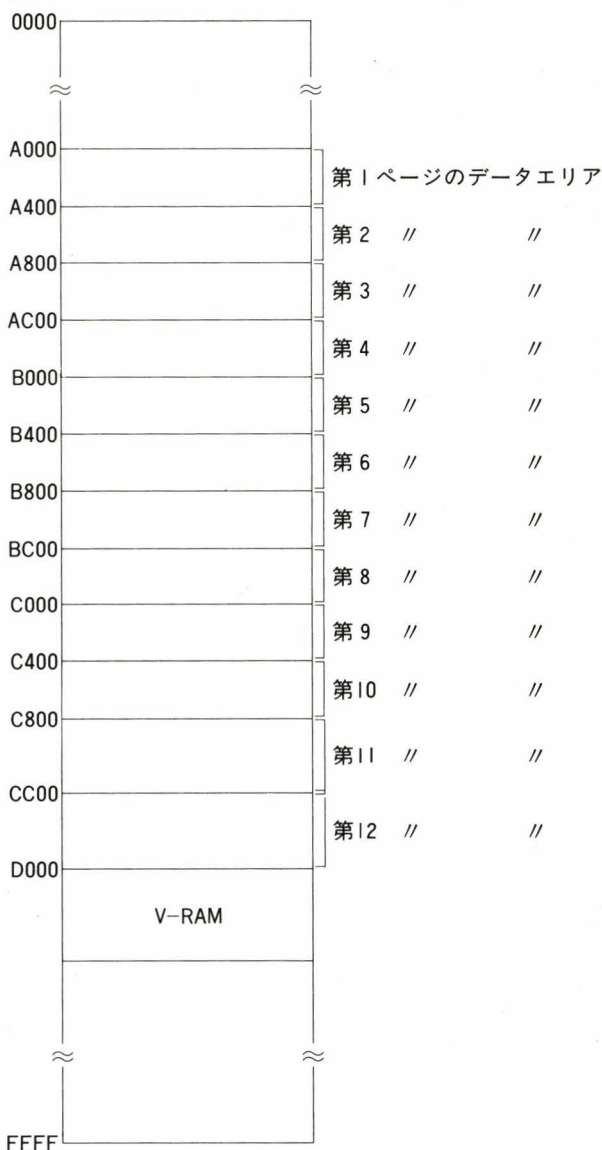 0000
A000
第1ページのデータエリア
A400
第2 〃 〃
A800
第3 〃 〃
AC00
第4 〃 〃
B000
第5 〃 〃
B400
第6 〃 〃
B800
第7 〃 〃
BC00
第8 〃 〃
C000
第9 〃 〃
C400
第10 〃 〃
C800
第11 〃 〃
CC00
第12 〃 〃
D000
V-RAM
FFFF